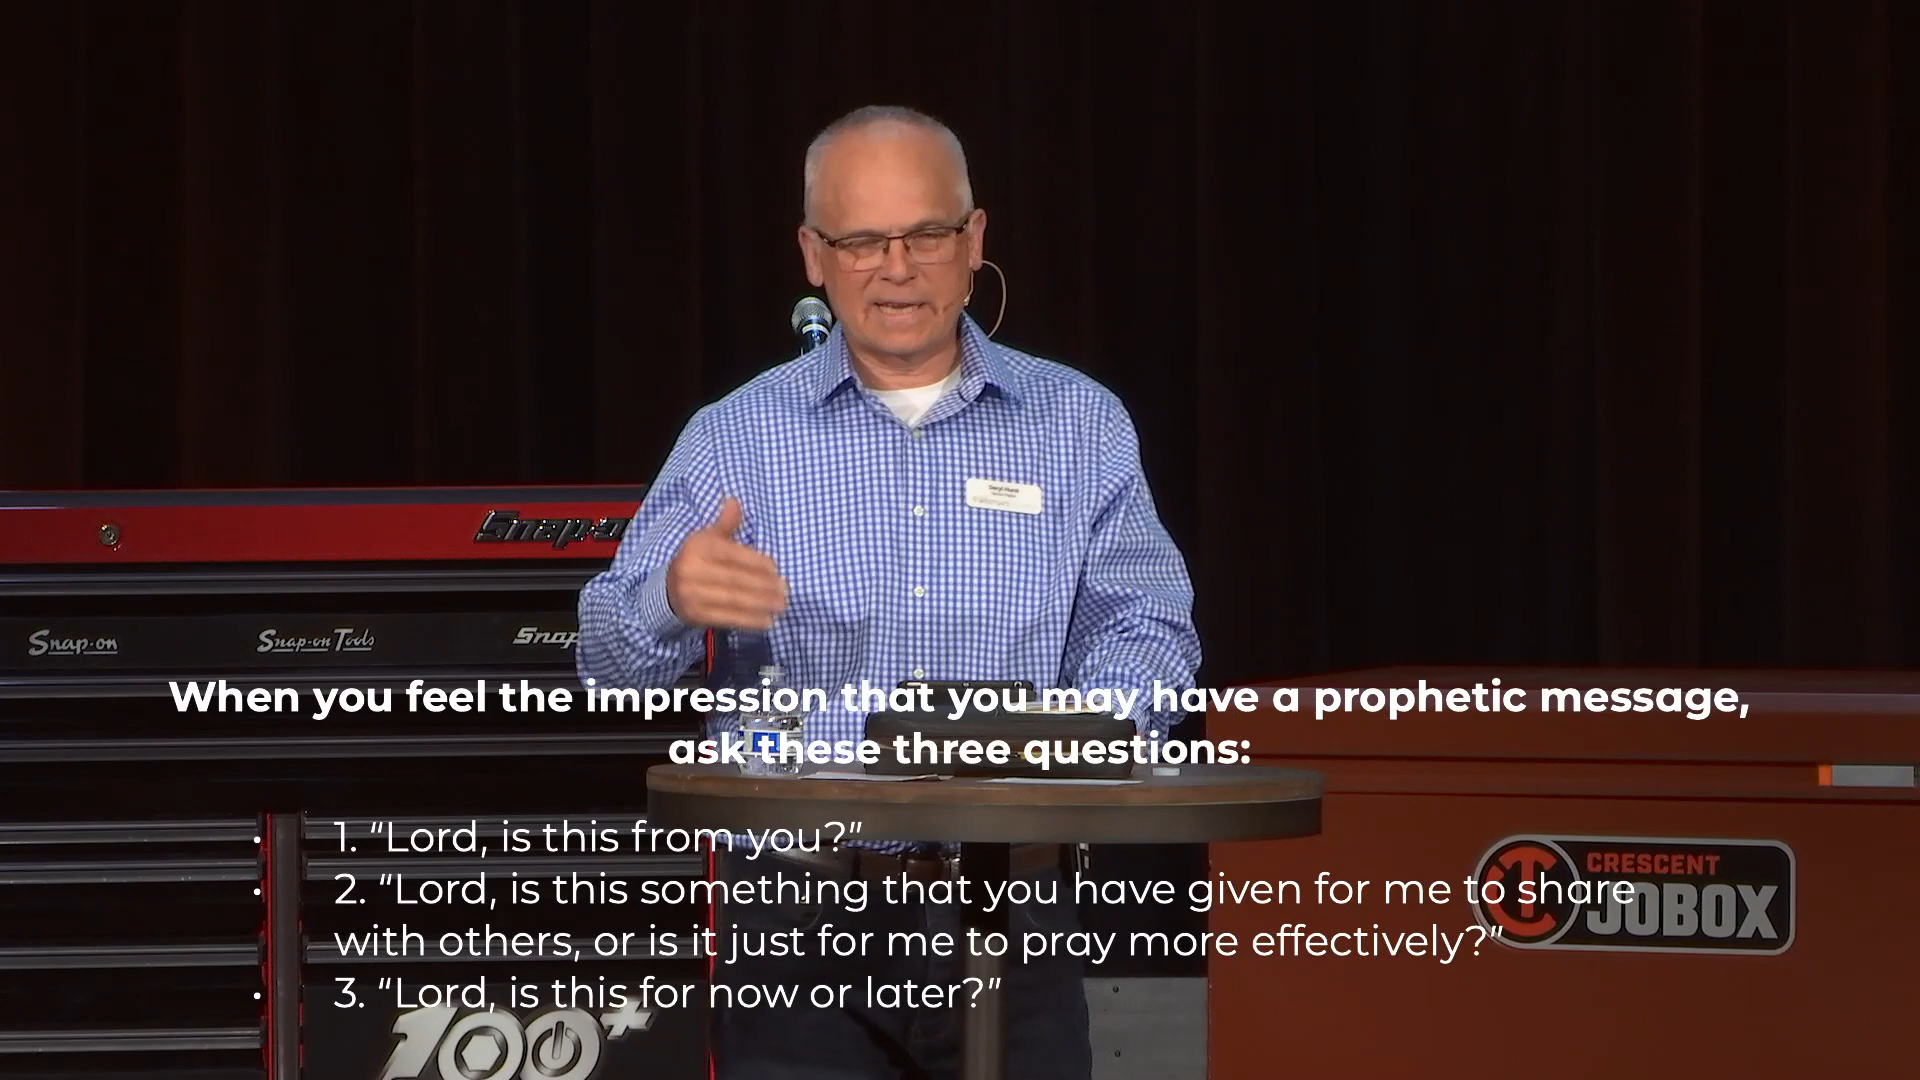 Daryl Hurst
Snap-o
Snap-on
Snap-on Tools
Snap
When you feel the impression that you may have a prophetic message,
ask these three questions:
• 1. “Lord, is this from you?”
• 2. “Lord, is this something that you have given for me to share
with others, or is it just for me to pray more effectively?”
• 3. “Lord, is this for now or later?”
CRESCENT
JOBOX
100+